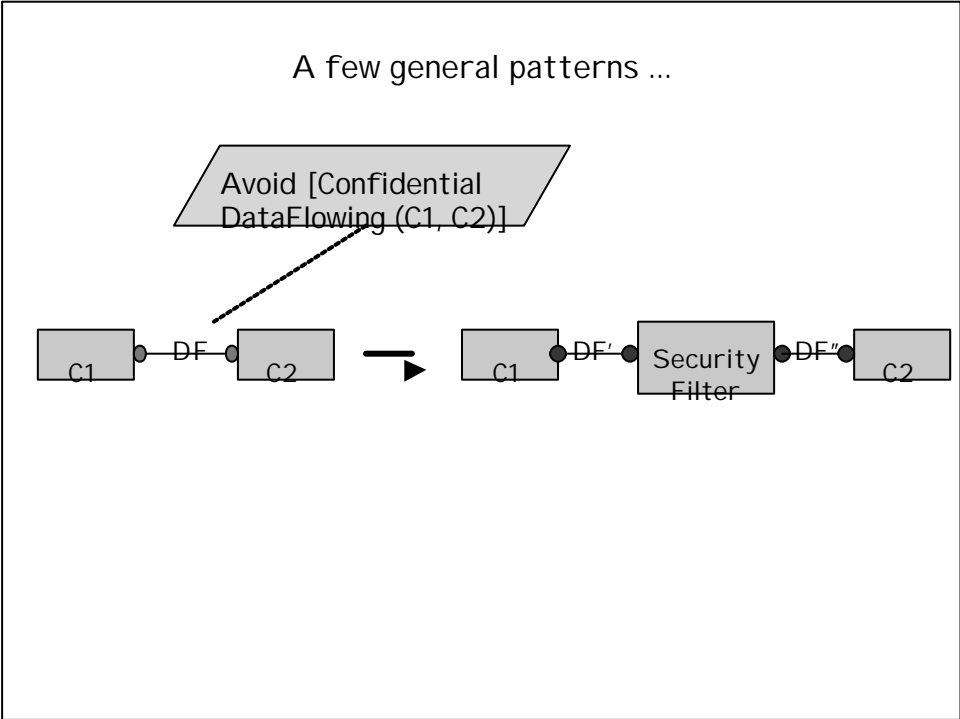 A few general patterns ...
Avoid [Confidential
DataFlowing (C1, C2)]
C1
DF
C2
C1
DF′
Security
Filter
DF″
C2